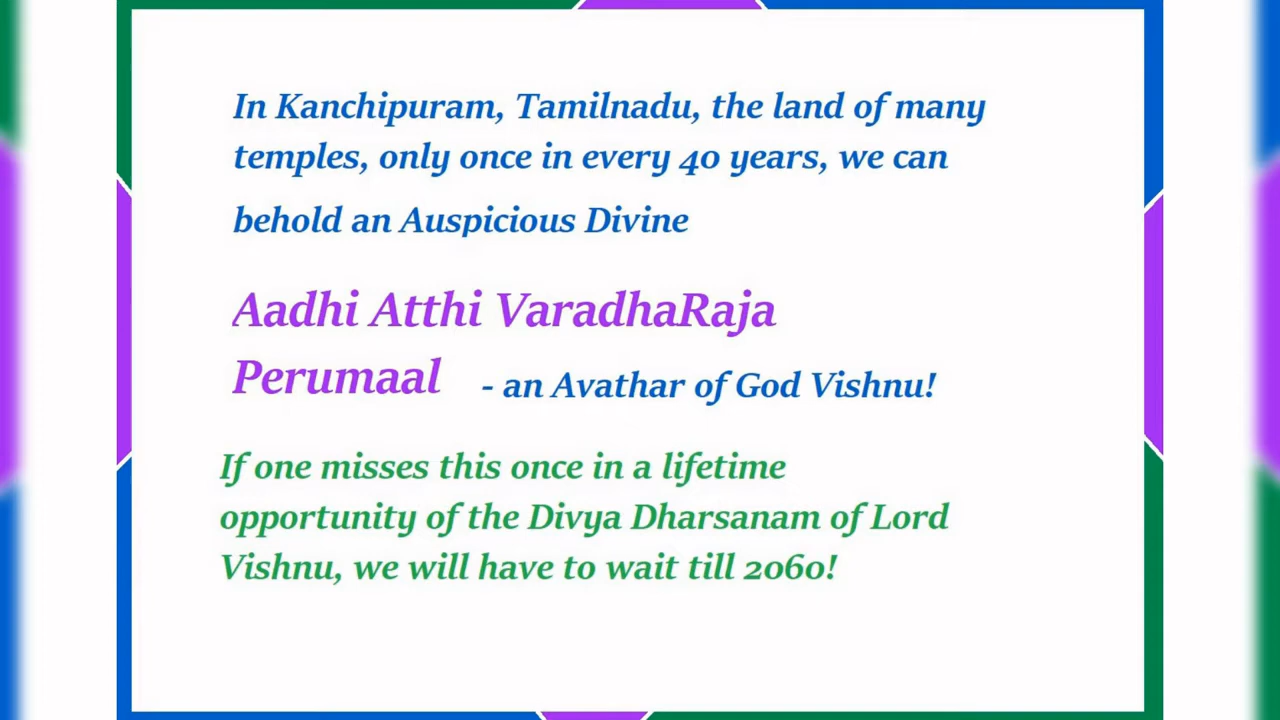 In Kanchipuram, Tamilnadu, the land of many
temples, only once in every 40 years, we can
behold an Auspicious Divine
Aadhi Atthi VaradhaRaja
Perumaal - an Avathar of God Vishnu!
If one misses this once in a lifetime
opportunity of the Divya Dharsanam of Lord
Vishnu, we will have to wait till 2060!